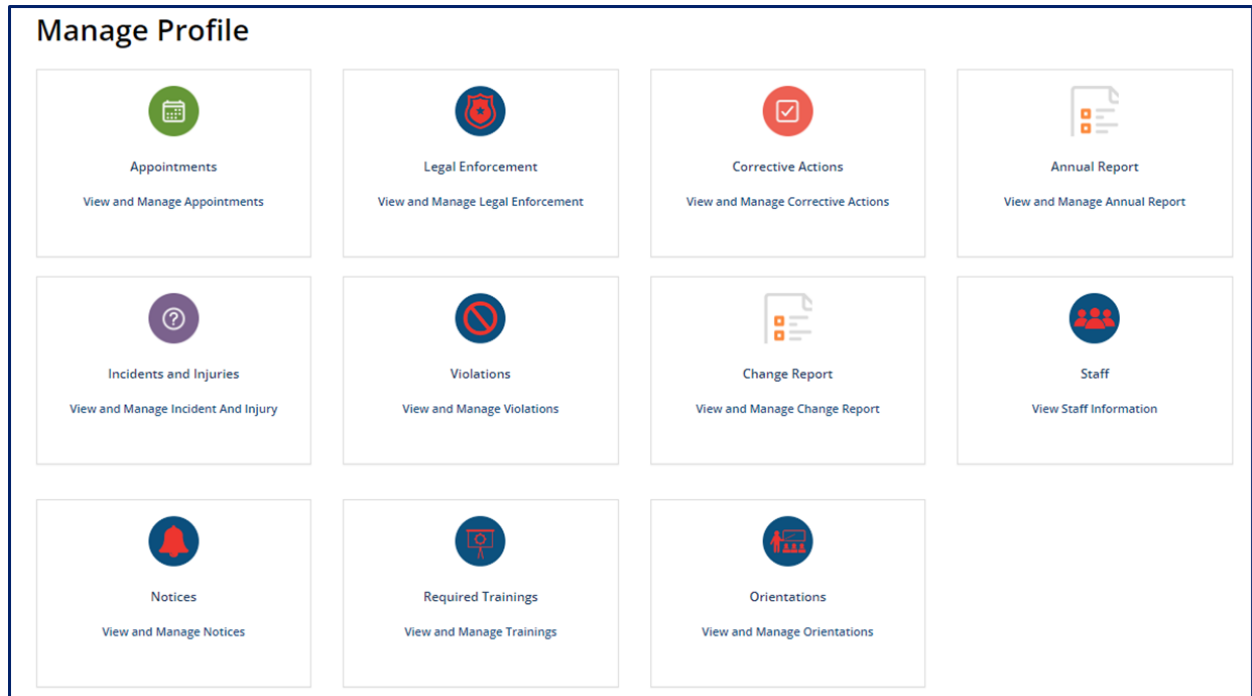 Manage Profile
Appointments
View and Manage Appointments
Legal Enforcement
View and Manage Legal Enforcement
Corrective Actions
View and Manage Corrective Actions
Annual Report
View and Manage Annual Report
Incidents and Injuries
View and Manage Incident And Injury
Violations
View and Manage Violations
Change Report
View and Manage Change Report
Staff
View Staff Information
Notices
View and Manage Notices
Required Trainings
View and Manage Trainings
Orientations
View and Manage Orientations